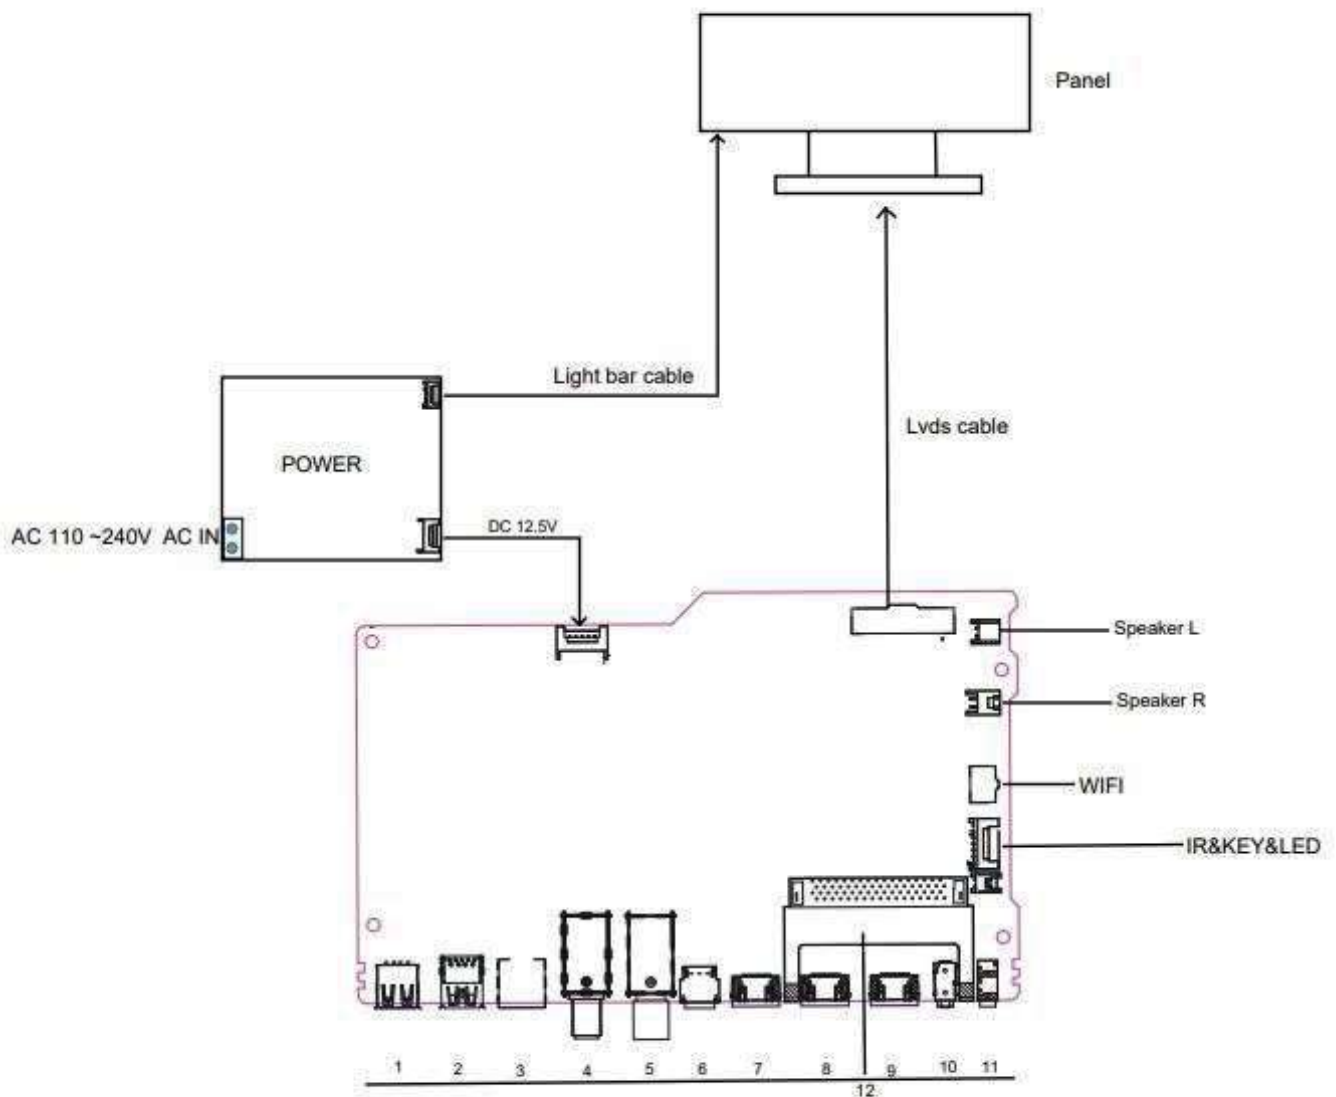 Panel
Light bar cable
Lvds cable
POWER
AC 110 ~240V AC IN
DC 12.5V
Speaker L
Speaker R
WIFI
IR&KEY&LED
1 2 3 4 5 6 7 8 9 10 11
12